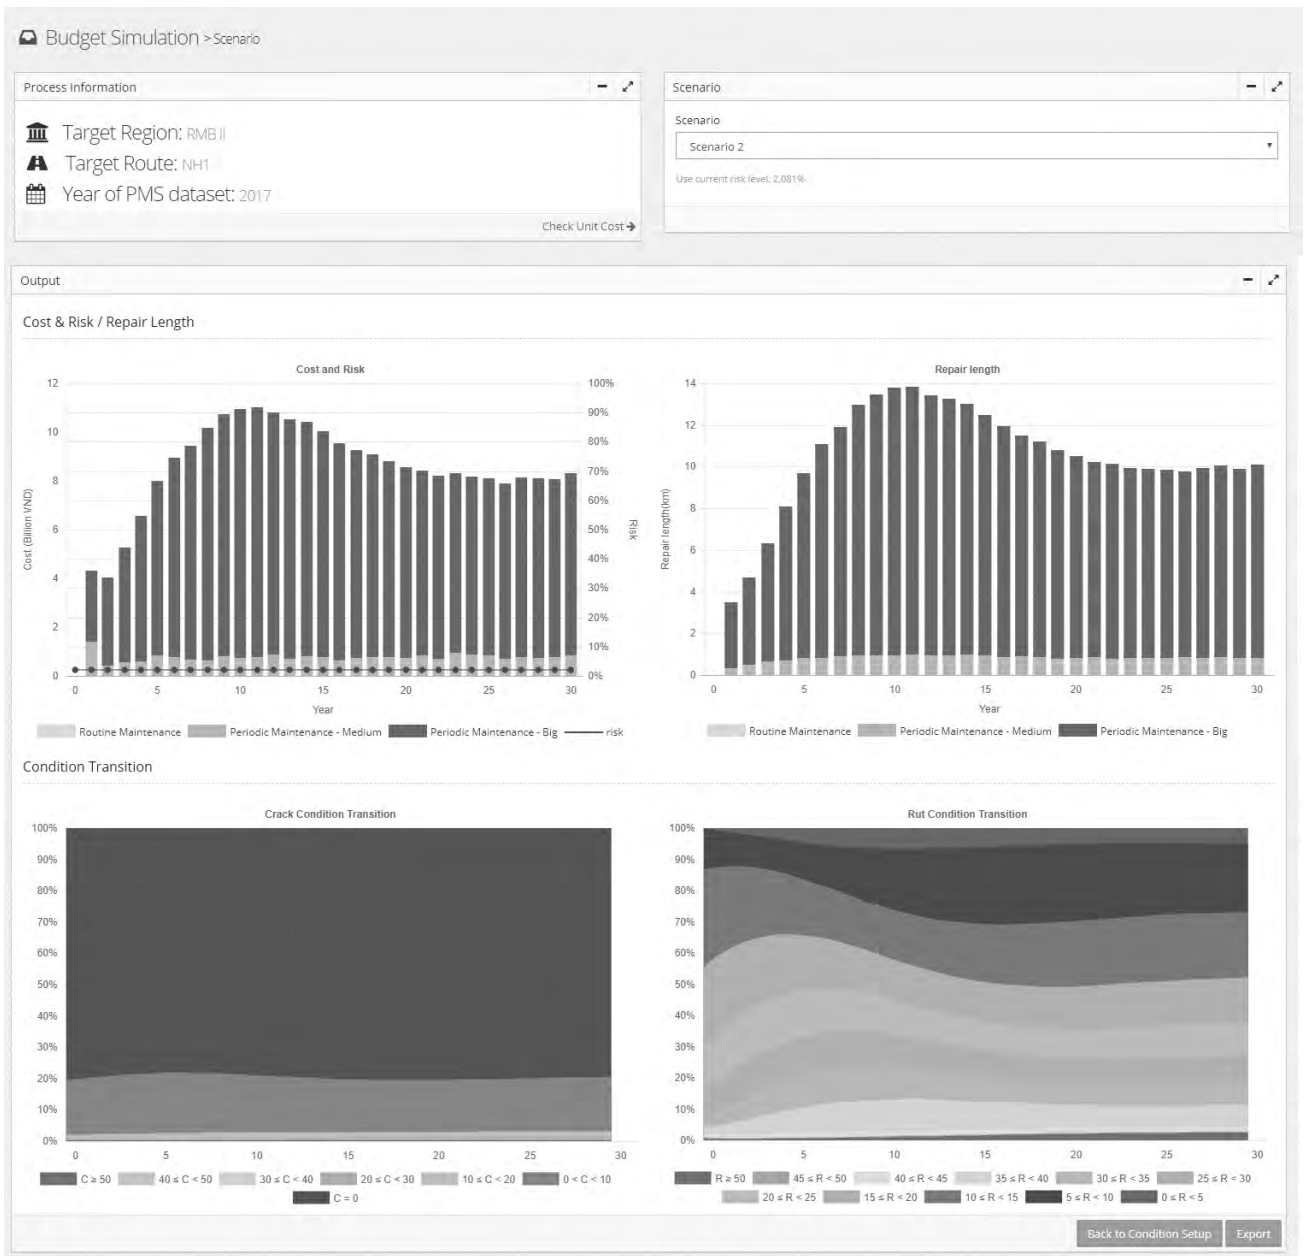 Budget Simulation > Scenario
Process Information
Target Region: RMB II
Target Route: NH1
Year of PMS dataset: 2017
Check Unit Cost
Scenario
Scenario
Scenario 2
Use current risk level: 2.081%
Output
Cost & Risk / Repair Length
Cost and Risk
12
10
8
6
4
2
0
Cost (Billion VND)
100%
90%
80%
70%
60%
50%
40%
30%
20%
10%
0%
Risk
0 5 10 15 20 25 30
Year
Routine Maintenance Periodic Maintenance - Medium Periodic Maintenance - Big risk
Repair length
14
12
10
8
6
4
2
0
Repair length(km)
0 5 10 15 20 25 30
Year
Routine Maintenance Periodic Maintenance - Medium Periodic Maintenance - Big
Condition Transition
Crack Condition Transition
100%
90%
80%
70%
60%
50%
40%
30%
20%
10%
0%
0 5 10 15 20 25 30
C ≥ 50 40 ≤ C < 50 30 ≤ C < 40 20 ≤ C < 30 10 ≤ C < 20 0 < C < 10
C = 0
Rut Condition Transition
100%
90%
80%
70%
60%
50%
40%
30%
20%
10%
0%
0 5 10 15 20 25 30
R ≥ 50 45 ≤ R < 50 40 ≤ R < 45 35 ≤ R < 40 30 ≤ R < 35 25 ≤ R < 30
20 ≤ R < 25 15 ≤ R < 20 10 ≤ R < 15 5 ≤ R < 10 0 ≤ R < 5
Back to Condition Setup Export